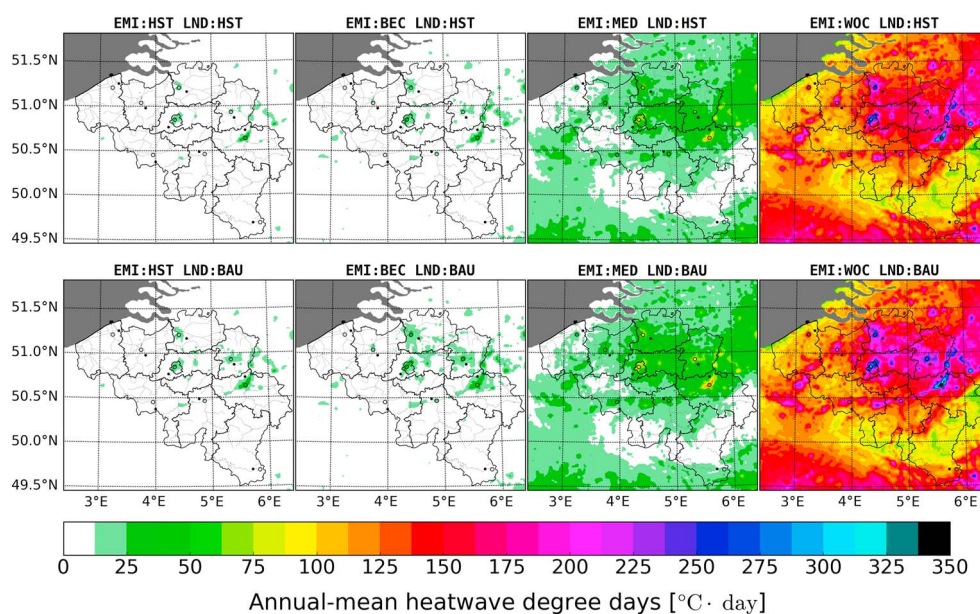 EMI:HST LND:HST EMI:BEC LND:HST EMI:MED LND:HST EMI:WOC LND:HST
51.5°N
51.0°N
50.5°N
50.0°N
49.5°N
EMI:HST LND:BAU EMI:BEC LND:BAU EMI:MED LND:BAU EMI:WOC LND:BAU
51.5°N
51.0°N
50.5°N
50.0°N
49.5°N
3°E 4°E 5°E 6°E 3°E 4°E 5°E 6°E 3°E 4°E 5°E 6°E 3°E 4°E 5°E 6°E
0 25 50 75 100 125 150 175 200 225 250 275 300 325 350
Annual-mean heatwave degree days [°C· day]